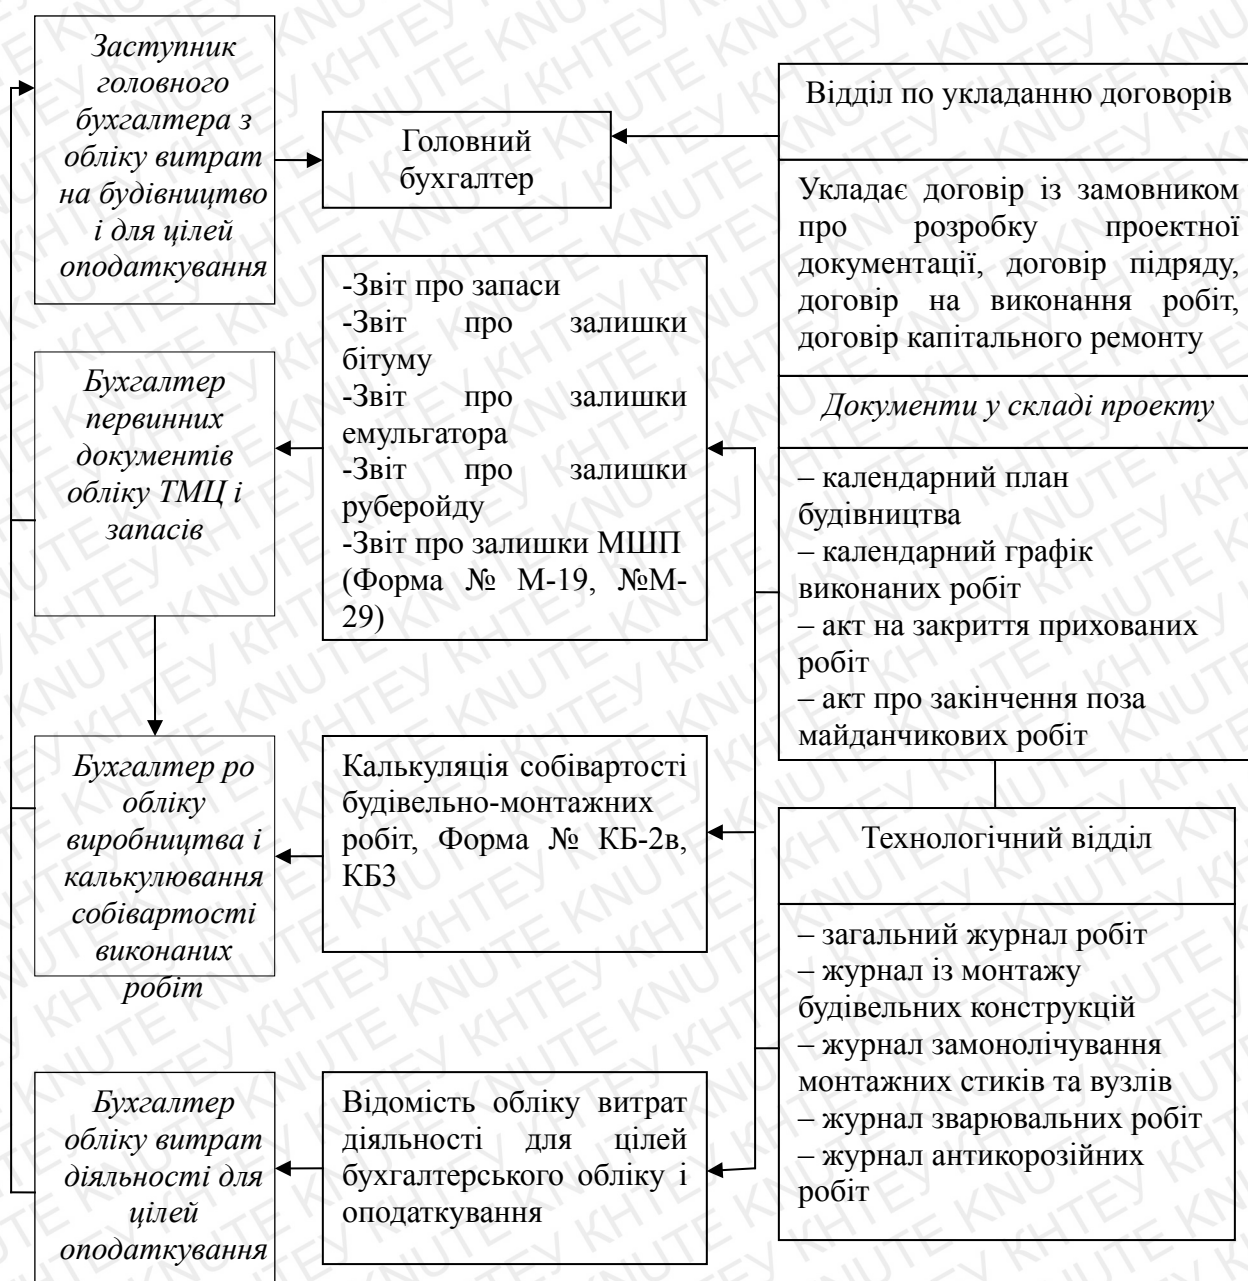 Заступник
головного
бухгалтера з
обліку витрат
на будівництво
і для цілей
оподаткування
Головний
бухгалтер
Відділ по укладанню договорів
Укладає договір із замовником
про розробку проектної
документації, договір підряду,
договір на виконання робіт,
договір капітального ремонту
Документи у складі проекту
– календарний план
будівництва
– календарний графік
виконаних робіт
– акт на закриття прихованих
робіт
– акт про закінчення поза
майданчикових робіт
Бухгалтер
первинних
документів
обліку ТМЦ і
запасів
-Звіт про запаси
-Звіт про залишки
бітуму
-Звіт про залишки
емульгатора
-Звіт про залишки
руберойду
-Звіт про залишки МШП
(Форма № М-19, №М-
29)
Бухгалтер ро
обліку
виробництва і
калькулювання
собівартості
виконаних
робіт
Калькуляція собівартості
будівельно-монтажних
робіт, Форма № КБ-2в,
КБ3
Технологічний відділ
– загальний журнал робіт
– журнал із монтажу
будівельних конструкцій
– журнал замонолічування
монтажних стиків та вузлів
– журнал зварювальних робіт
– журнал антикорозійних
робіт
Бухгалтер
обліку витрат
діяльності для
цілей
оподаткування
Відомість обліку витрат
діяльності для цілей
бухгалтерського обліку і
оподаткування